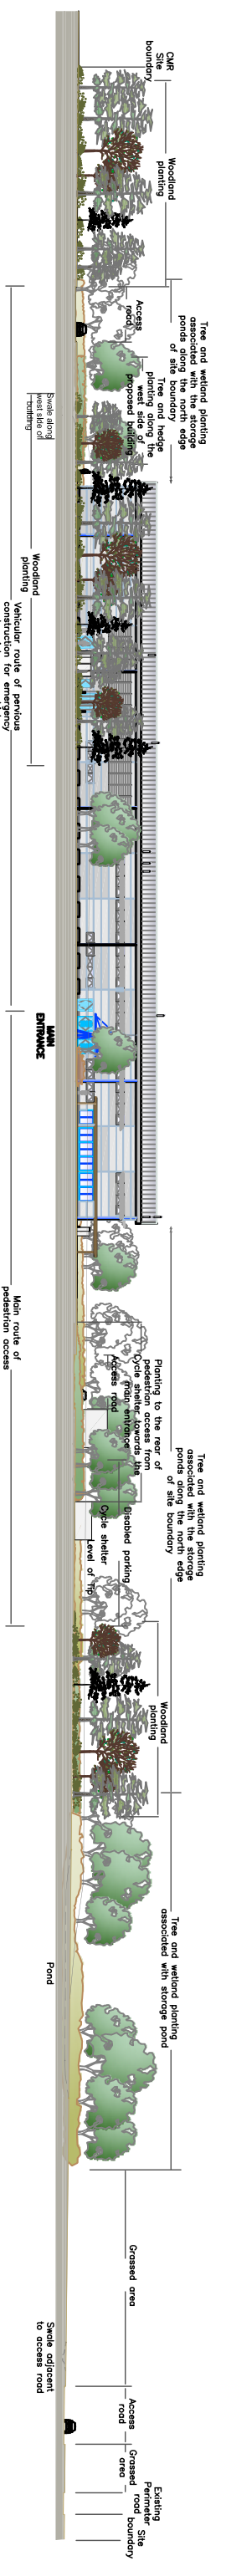 CMR
Site
boundary
Woodland
planting
Tree and wetland planting
associated with the storage
ponds along the north edge
of site boundary
Access
road
Tree and hedge
planting along the
west side of
proposed building
Swale along
west side of
building
Woodland
planting
Vehicular route of pervious
construction for emergency
MAIN
ENTRANCE
Main route of
pedestrian access
Planting to the rear of
pedestrian access from
Cycle shelter towards the
main entrance
Access road
Tree and wetland planting
associated with the storage
ponds along the north edge
of site boundary
Disabled parking
Cycle shelter
Level of Tip
Woodland
planting
Tree and wetland planting
associated with storage pond
Pond
Grassed area
Swale adjacent
to access road
Access
road
Grassed
area
Existing
Perimeter
road
Site
boundary